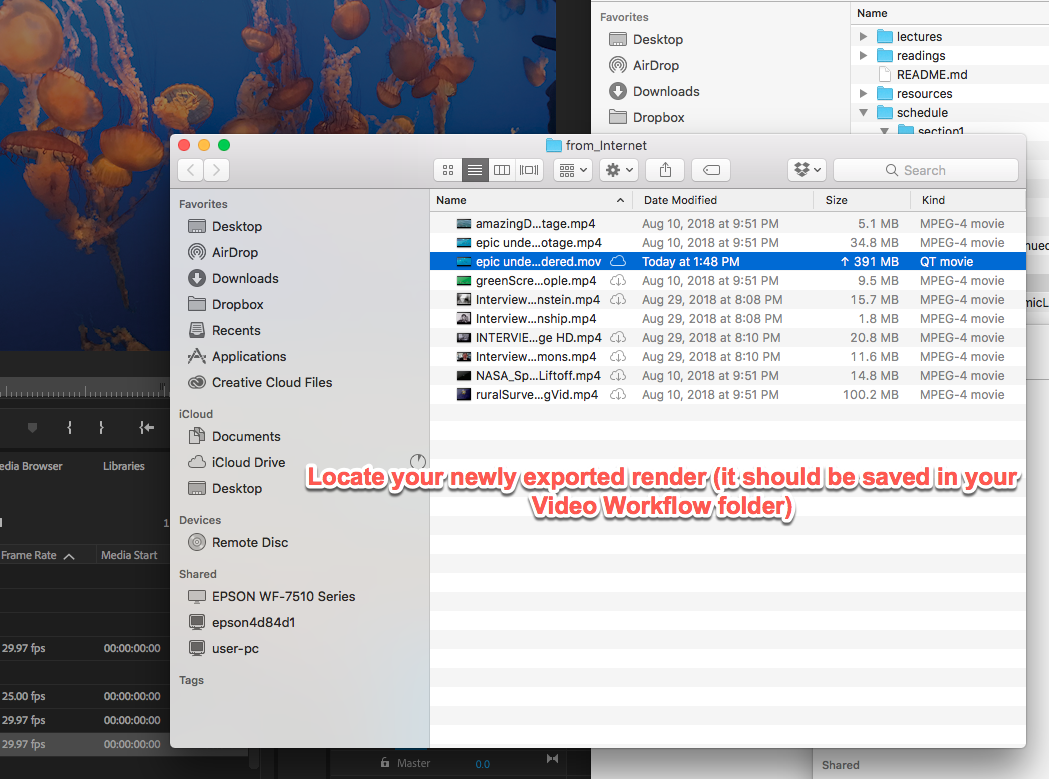 Favorites
Desktop
AirDrop
Downloads
Dropbox
Name
lectures
readings
README.md
resources
schedule
section1
from_Internet
Search
Favorites
Desktop
AirDrop
Downloads
Dropbox
Recents
Applications
Creative Cloud Files
iCloud
Documents
iCloud Drive
Desktop
Devices
Remote Disc
Shared
EPSON WF-7510 Series
epson4d84d1
user-pc
Tags
Name Date Modified Size Kind
amazingD...tage.mp4 Aug 10, 2018 at 9:51 PM 5.1 MB MPEG-4 movie
epic unde...otage.mp4 Aug 10, 2018 at 9:51 PM 34.8 MB MPEG-4 movie
epic unde...dered.mov Today at 1:48 PM ↑ 391 MB QT movie
greenScre...ople.mp4 Aug 10, 2018 at 9:51 PM 9.5 MB MPEG-4 movie
Interview...nstein.mp4 Aug 29, 2018 at 8:08 PM 15.7 MB MPEG-4 movie
Interview...nship.mp4 Aug 29, 2018 at 8:08 PM 1.8 MB MPEG-4 movie
INTERVIE...ge HD.mp4 Aug 29, 2018 at 8:10 PM 20.8 MB MPEG-4 movie
Interview...mons.mp4 Aug 29, 2018 at 8:10 PM 11.6 MB MPEG-4 movie
NASA_Sp...Liftoff.mp4 Aug 10, 2018 at 9:51 PM 14.8 MB MPEG-4 movie
ruralSurve...gVid.mp4 Aug 10, 2018 at 9:51 PM 100.2 MB MPEG-4 movie
Locate your newly exported render (it should be saved in your
Video Workflow folder)
edia Browser Libraries
1
Frame Rate Media Start
29.97 fps 00:00:00:00
25.00 fps 00:00:00:00
29.97 fps 00:00:00:00
29.97 fps 00:00:00:00
Master 0.0
Shared